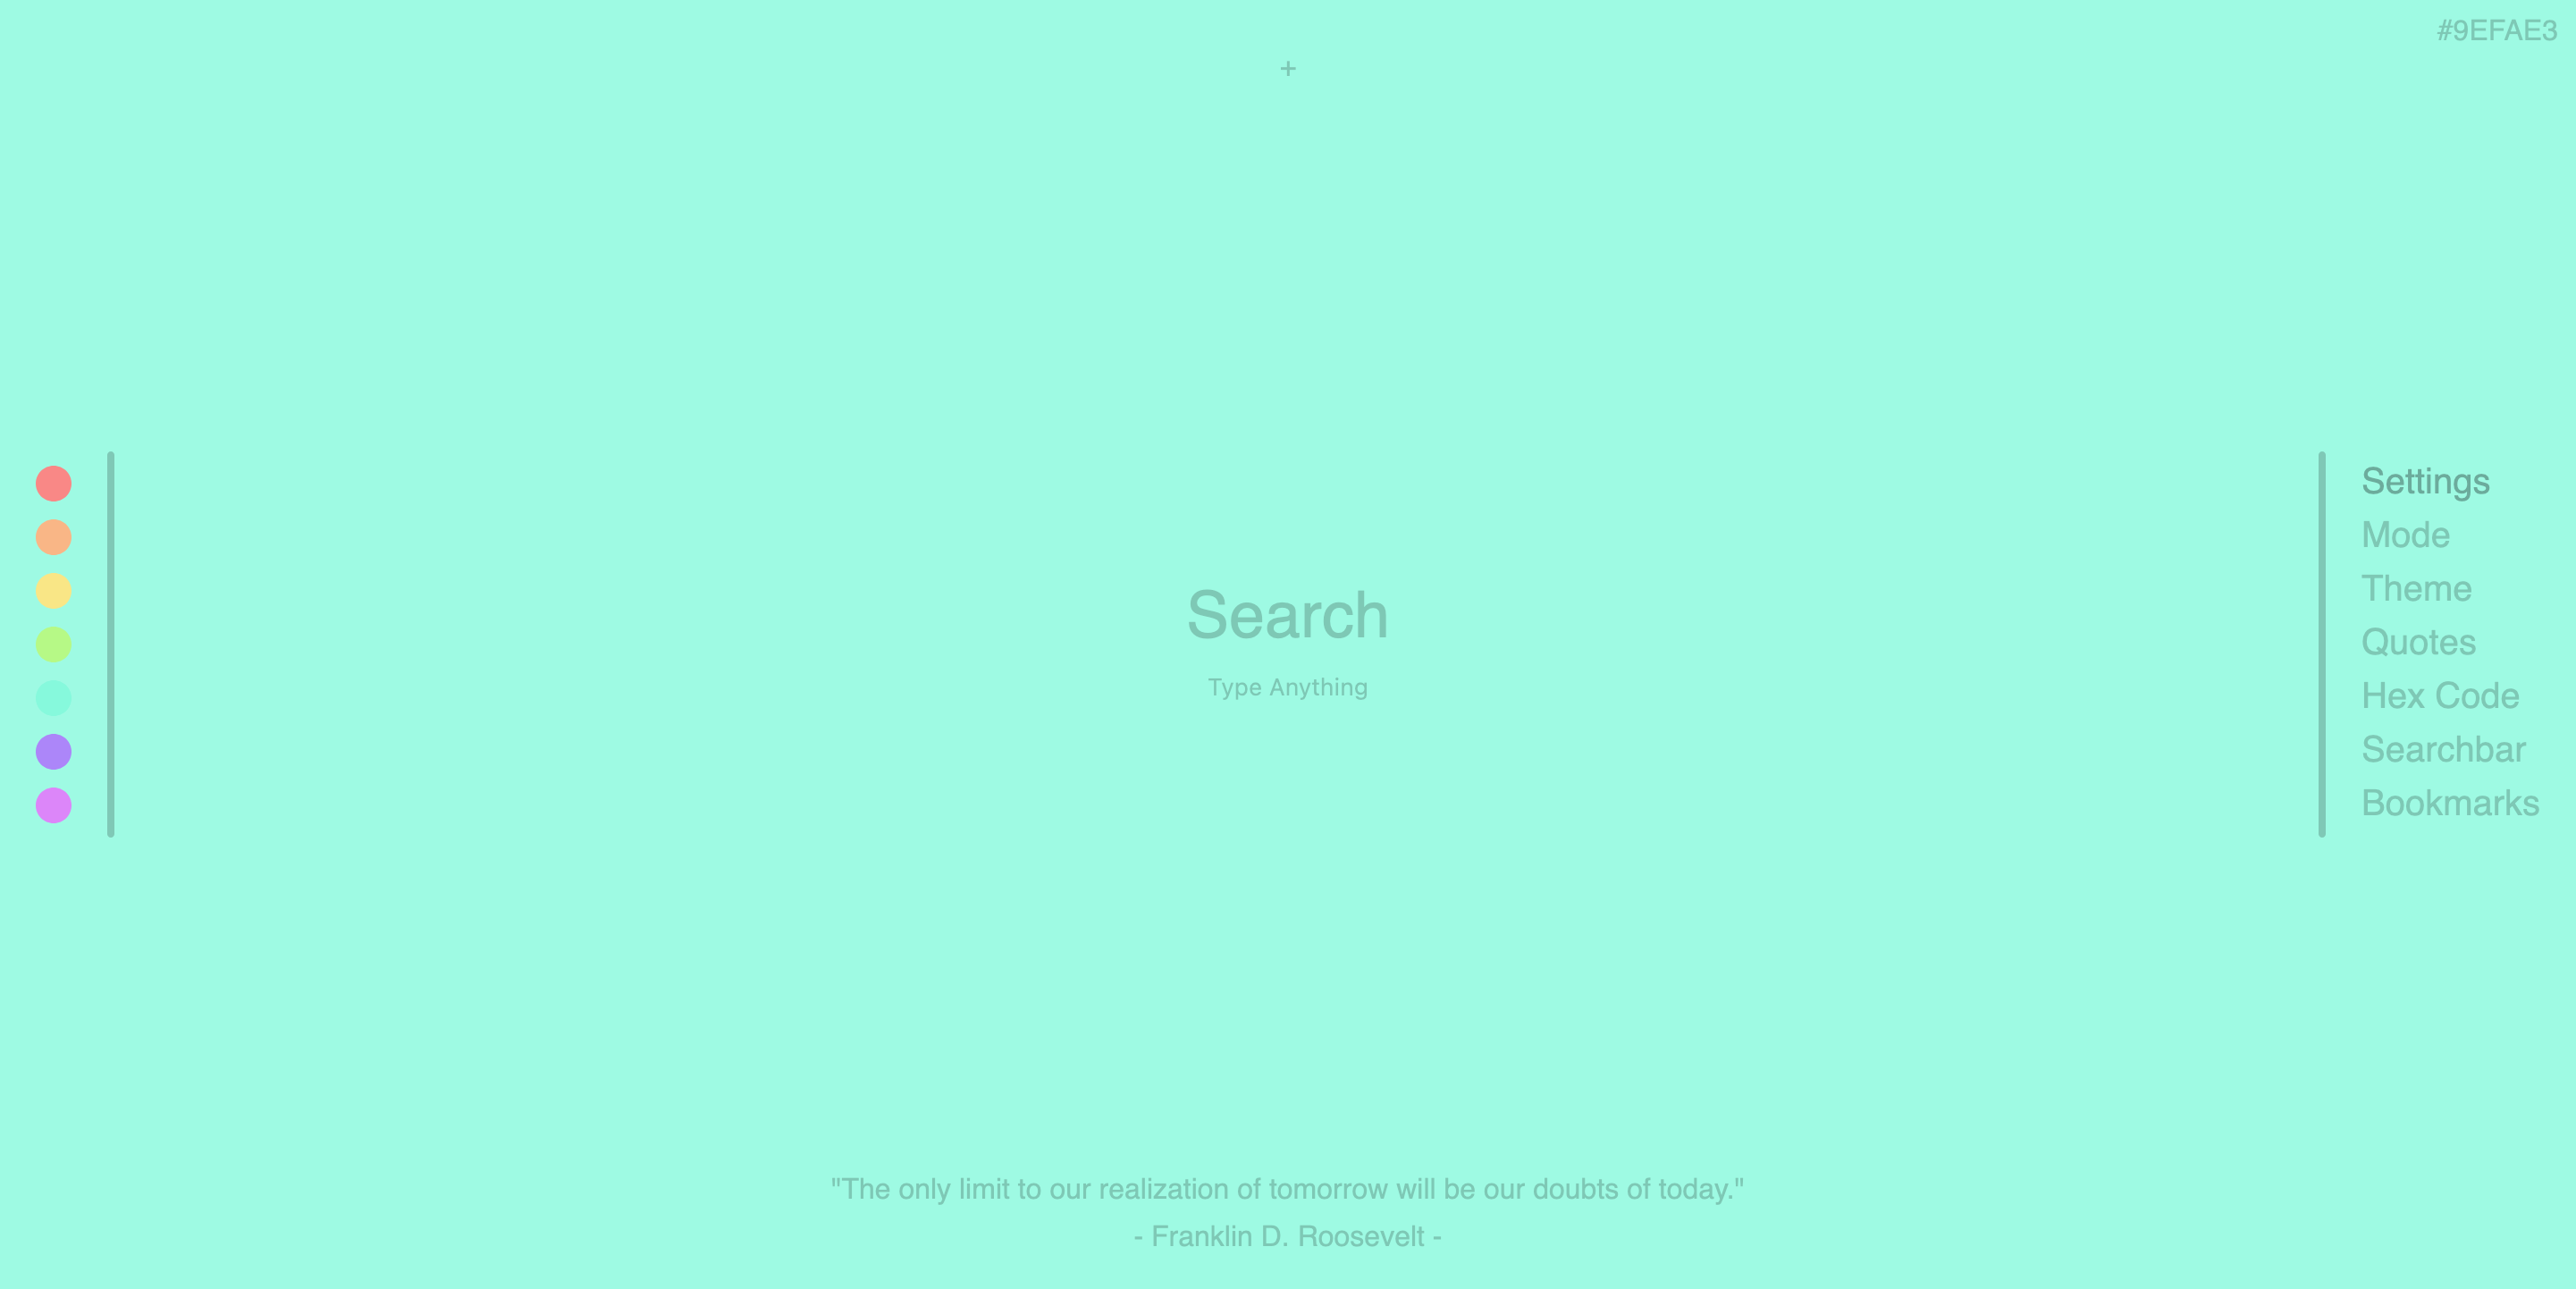 #9EFAE3
+
Search
Type Anything
Settings
Mode
Theme
Quotes
Hex Code
Searchbar
Bookmarks
"The only limit to our realization of tomorrow will be our doubts of today."
- Franklin D. Roosevelt -